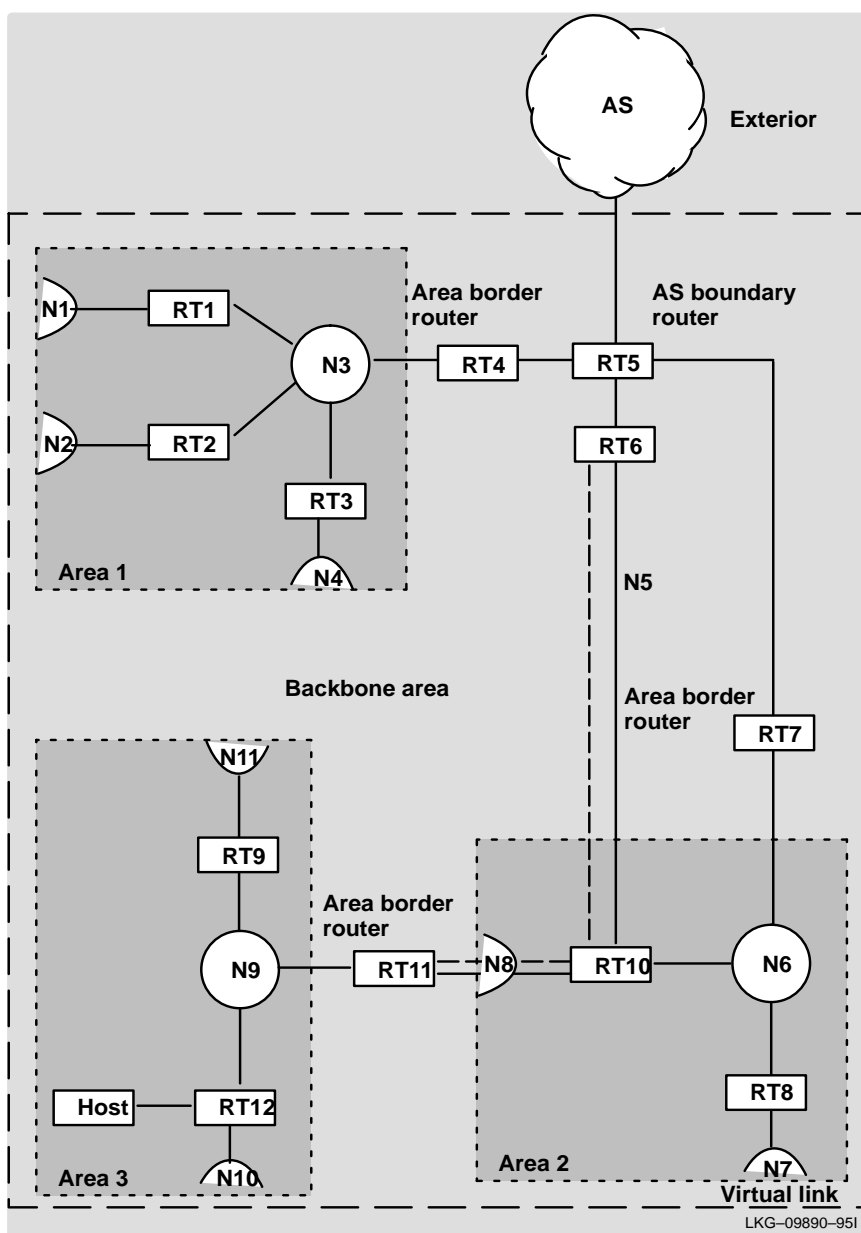 AS
Exterior
Area border
router
AS boundary
router
N1
RT1
N3
RT4
RT5
N2
RT2
RT6
RT3
Area 1
N4
N5
Backbone area
Area border
router
RT7
N11
RT9
Area border
router
N9
RT11
N8
RT10
N6
Host
RT12
RT8
Area 3
N10
Area 2
N7
Virtual link
LKG–09890–95I